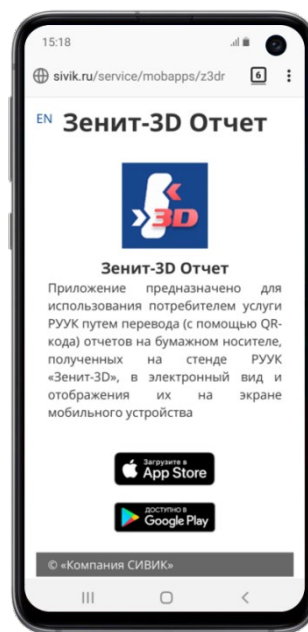 15:18
sivik.ru/service/mobapps/z3dr 6
EN Зенит-3D Отчет
3D
Зенит-3D Отчет
Приложение предназначено для
использования потребителем услуги
РУУК путем перевода (с помощью QR-
кода) отчетов на бумажном носителе,
полученных на стенде РУУК
«Зенит-3D», в электронный вид и
отображения их на экране
мобильного устройства
Загрузите в
App Store
ДОСТУПНО В
Google Play
© «Компания СИВИК»